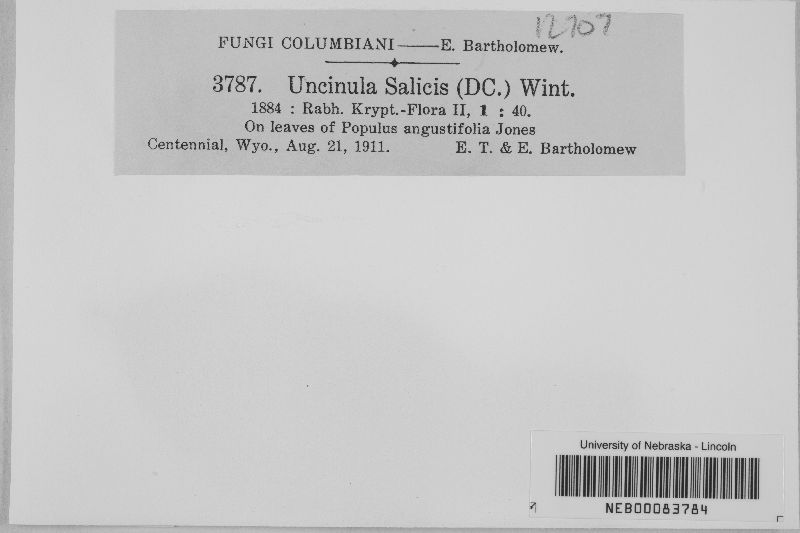 12707
FUNGI COLUMBIANI——E. Bartholomew.
3787. Uncinula Salicis (DC.) Wint.
1884 : Rabh. Krypt.-Flora II, 1 : 40.
On leaves of Populus angustifolia Jones
Centennial, Wyo., Aug. 21, 1911. E. T. & E. Bartholomew
University of Nebraska - Lincoln
NEB00083784